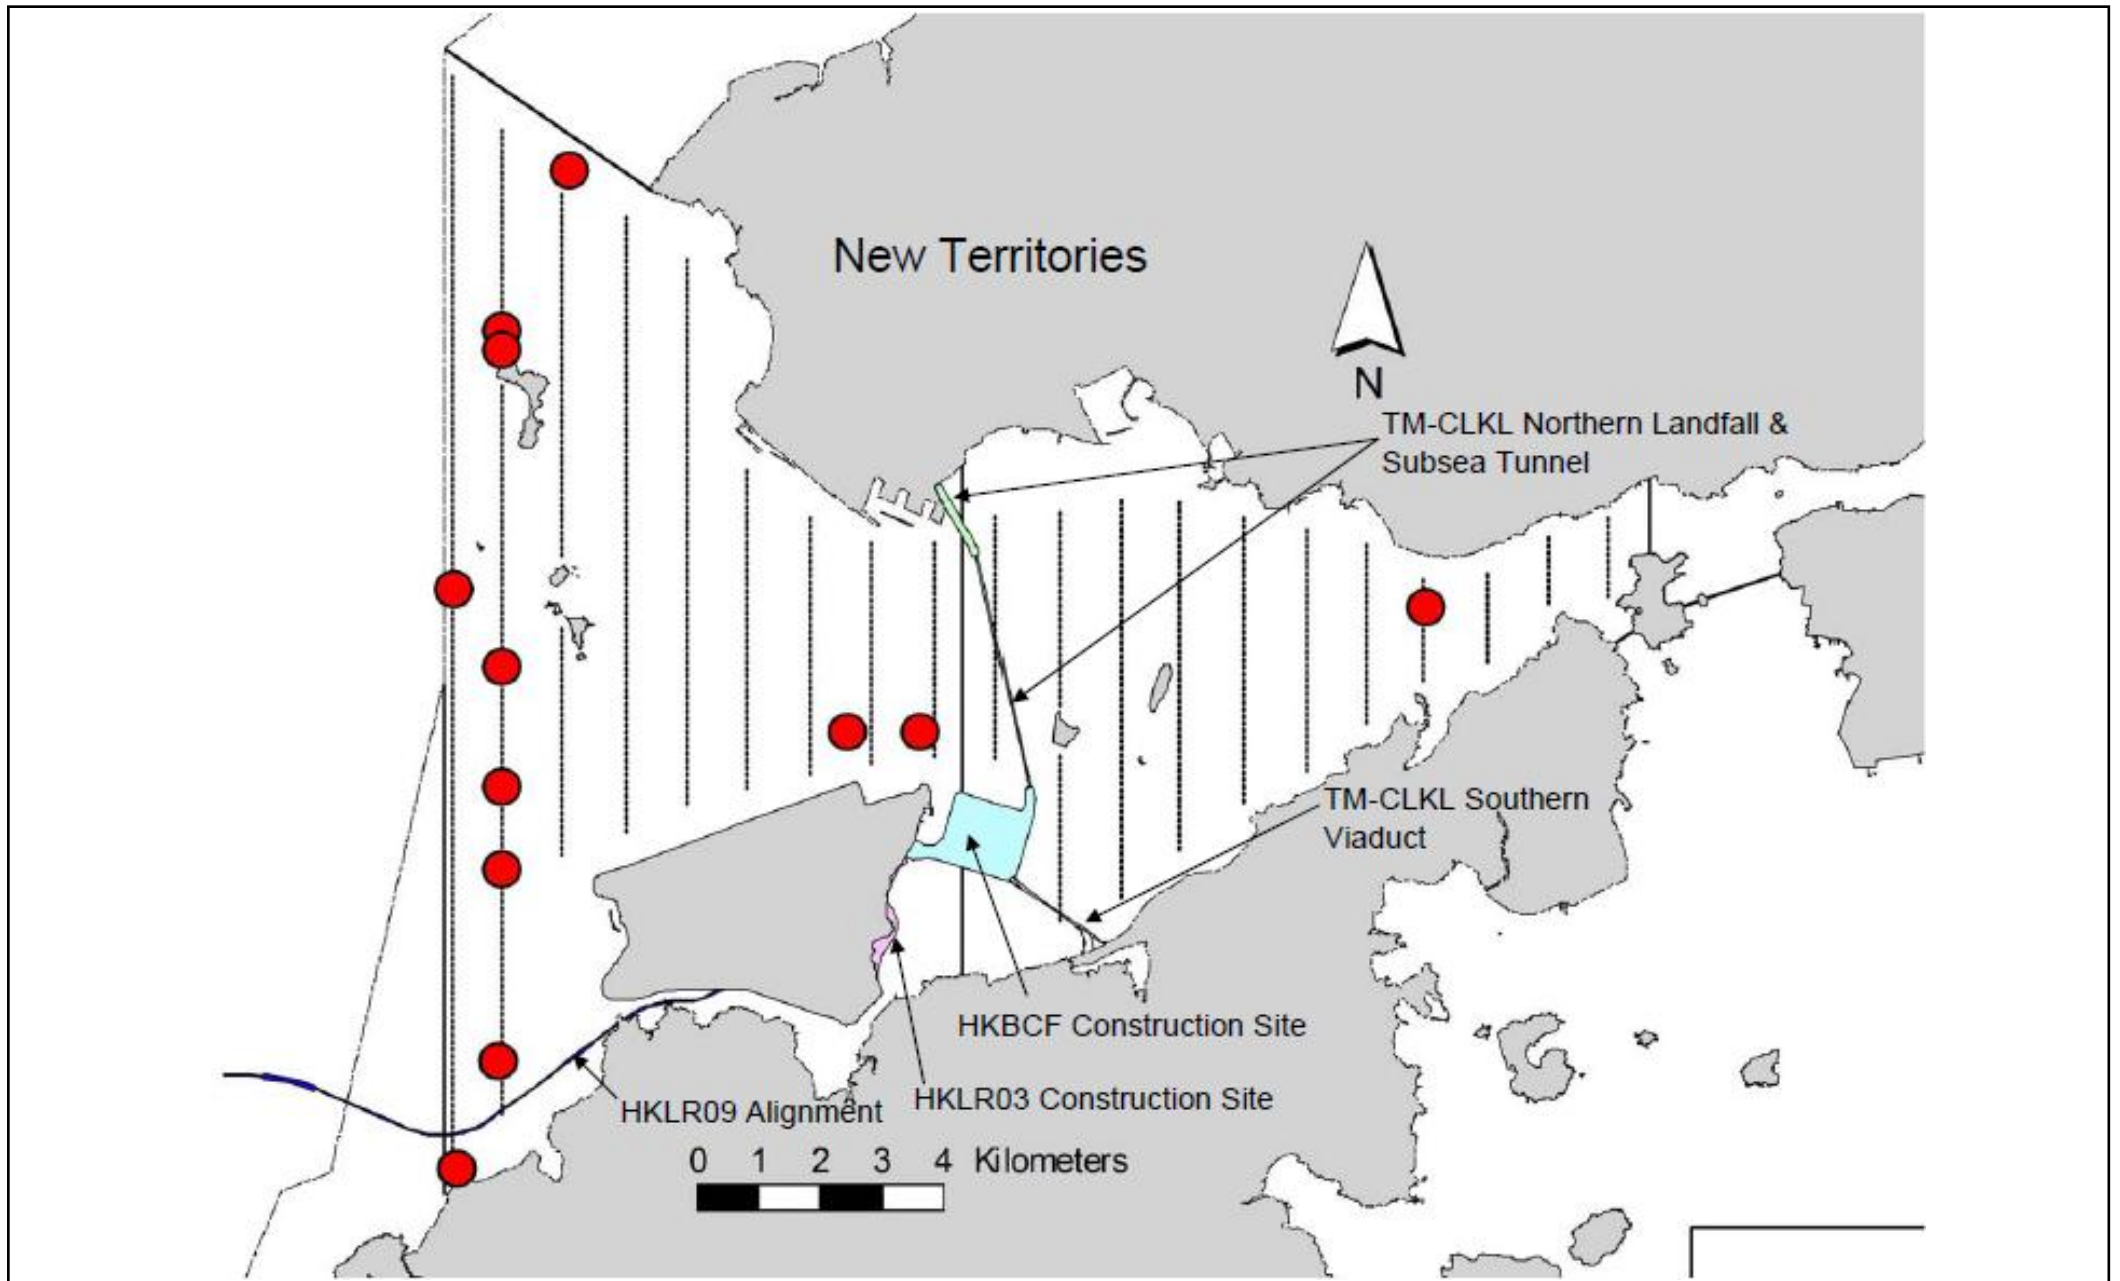 New Territories
N
TM-CLKL Northern Landfall &
Subsea Tunnel
TM-CLKL Southern
Viaduct
HKBCF Construction Site
HKLR03 Construction Site
HKLR09 Alignment
0 1 2 3 4 Kilometers